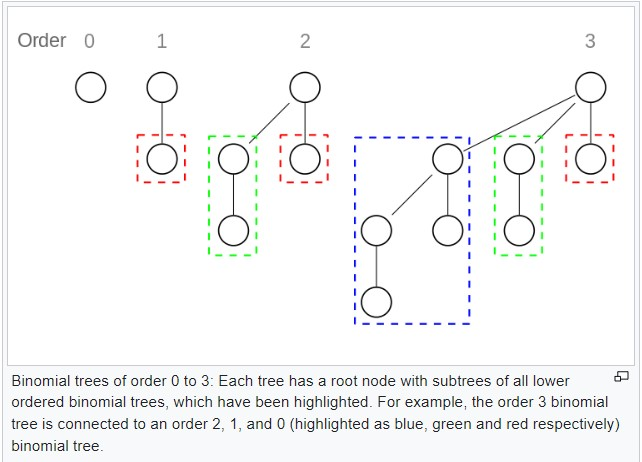 Order 0 1 2 3
Binomial trees of order 0 to 3: Each tree has a root node with subtrees of all lower
ordered binomial trees, which have been highlighted. For example, the order 3 binomial
tree is connected to an order 2, 1, and 0 (highlighted as blue, green and red respectively)
binomial tree.